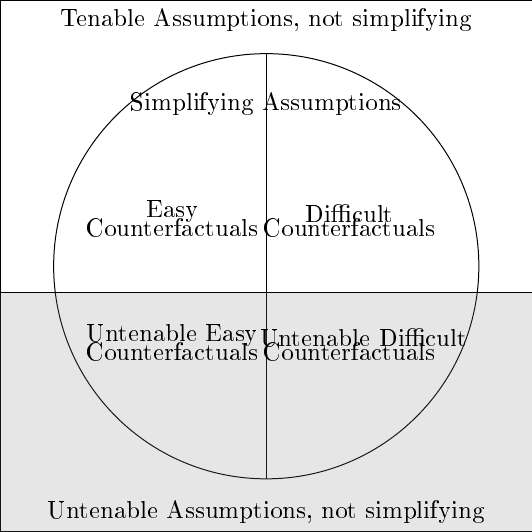 Tenable Assumptions, not simplifying
Simplifying Assumptions
Easy
Counterfactuals
Difficult
Counterfactuals
Untenable Easy
Counterfactuals
Untenable Difficult
Counterfactuals
Untenable Assumptions, not simplifying